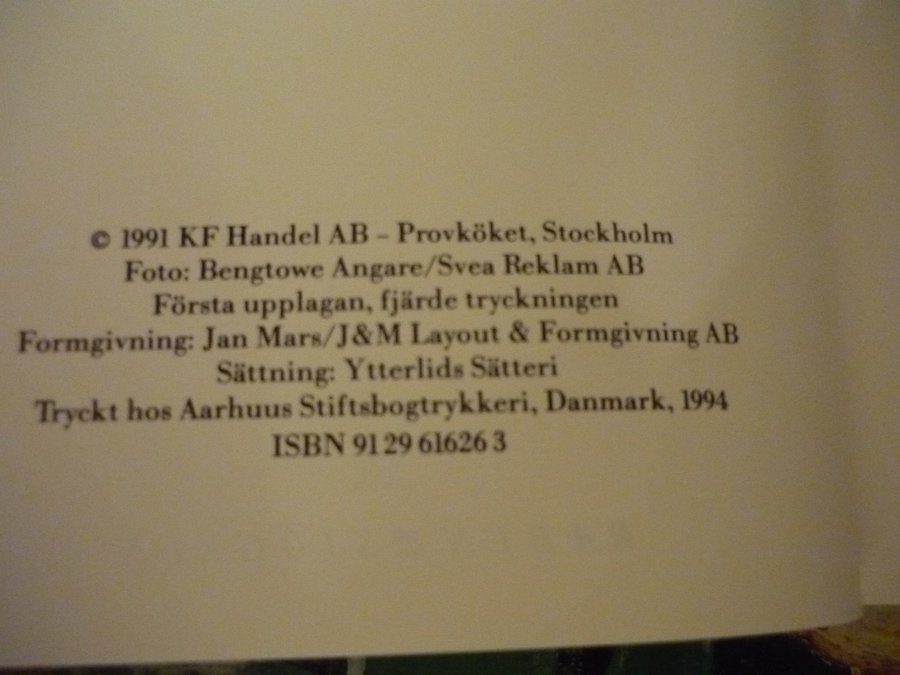 © 1991 KF Handel AB – Provköket, Stockholm
Foto: Bengtowe Angare/Svea Reklam AB
Första upplagan, fjärde tryckningen
Formgivning: Jan Mars/J&M Layout & Formgivning AB
Sättning: Ytterlids Sätteri
Tryckt hos Aarhuus Stiftsbogtrykkeri, Danmark, 1994
ISBN 91 29 61626 3